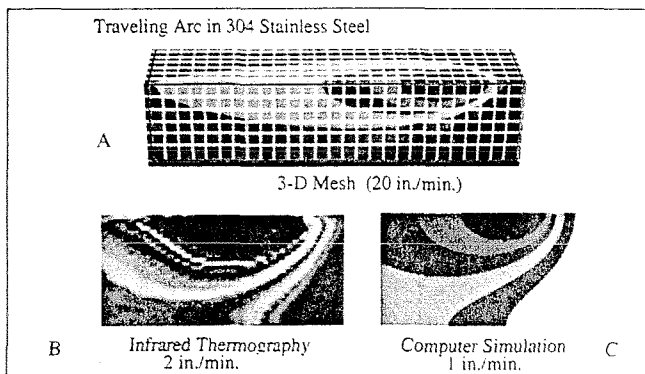 Traveling Arc in 304 Stainless Steel
A
3-D Mesh (20 in./min.)
B Infrared Thermography Computer Simulation C
2 in./min. 1 in./min.